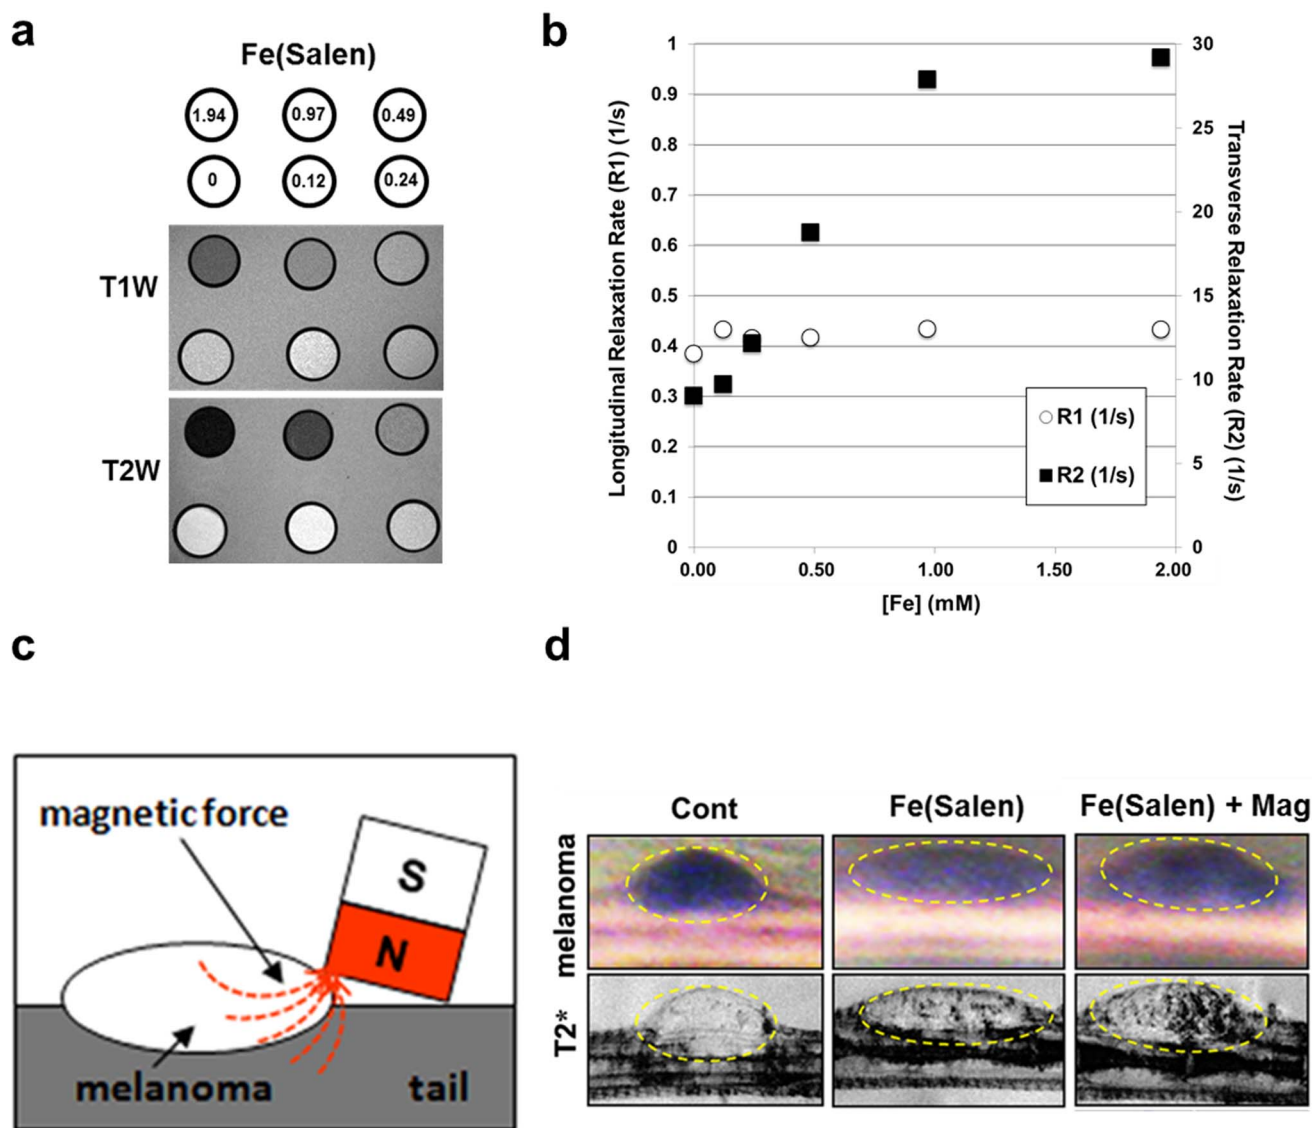 a
Fe(Salen)
1.94 0.97 0.49
0 0.12 0.24
T1W
T2W
b
Longitudinal Relaxation Rate (R1) (1/s)
1
0.9
0.8
0.7
0.6
0.5
0.4
0.3
0.2
0.1
0
30
25
20
15
10
5
0
Transverse Relaxation Rate (R2) (1/s)
R1 (1/s)
R2 (1/s)
0.00 0.50 1.00 1.50 2.00
[Fe] (mM)
c
magnetic force
S
N
melanoma
tail
d
Cont Fe(Salen) Fe(Salen) + Mag
melanoma
T2*